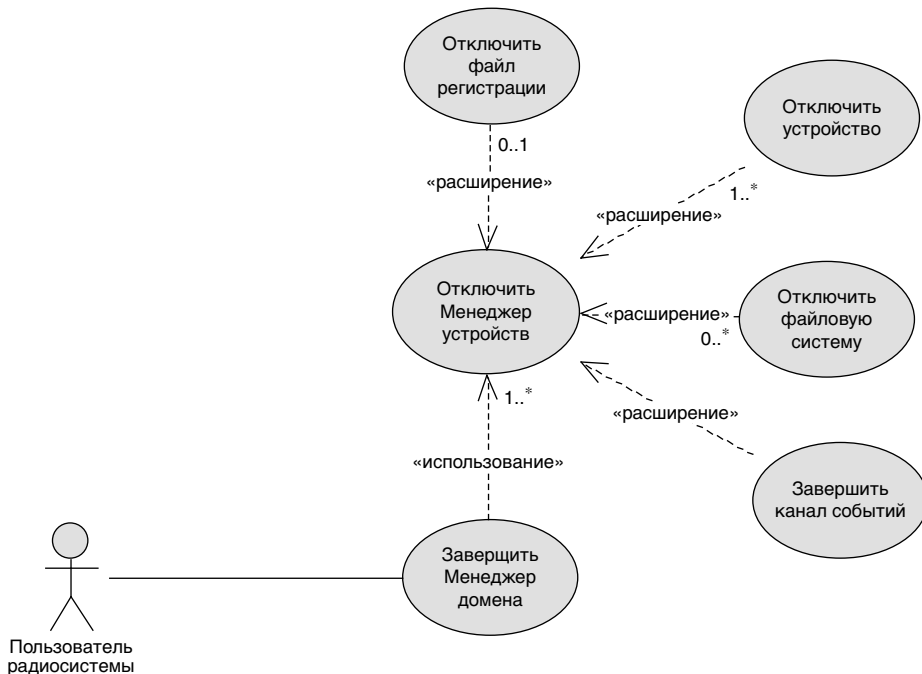 Отключить
файл
регистрации
0..1
«расширение»
Отключить
устройство
1..*
«расширение»
Отключить
Менеджер
устройств
«расширение»
0..*
Отключить
файловую
систему
1..*
«расширение»
«использование»
Завершить
канал событий
Заверщить
Менеджер
домена
Пользователь
радиосистемы